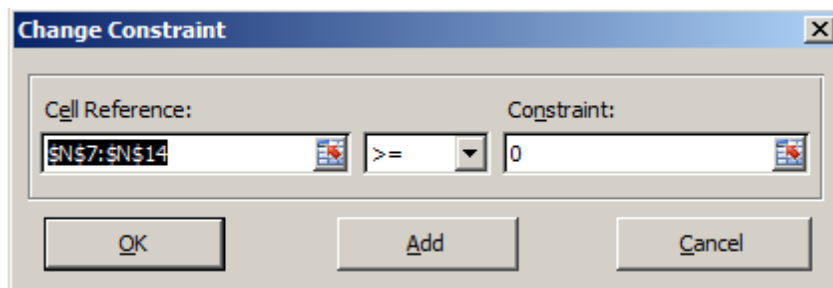 Change Constraint
Cell Reference: Constraint:
$N$7:$N$14 >= 0
OK Add Cancel